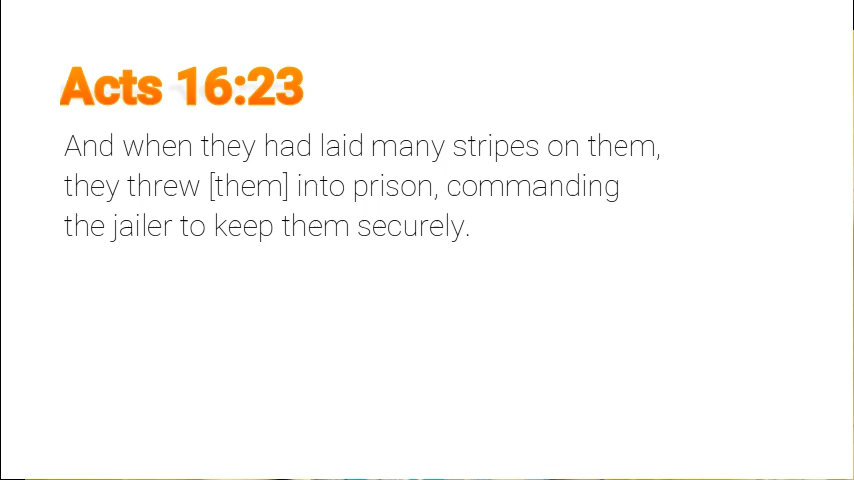 Acts 16:23
And when they had laid many stripes on them,
they threw [them] into prison, commanding
the jailer to keep them securely.